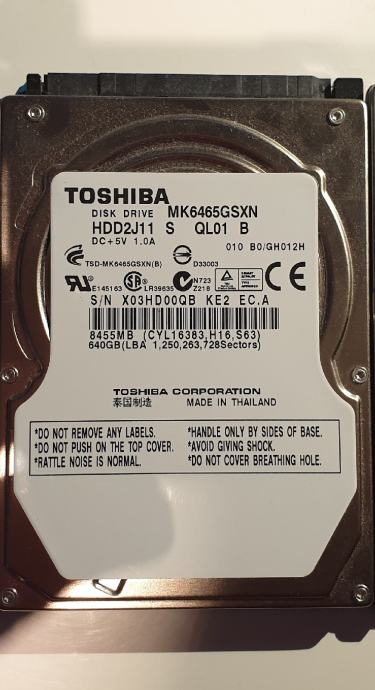 TOSHIBA
DISK DRIVE MK6465GSXN
HDD2J11 S QL01 B
DC+5V 1.0A
010 B0/GH012H
TSD-MK6465GSXN(B) D33003
E145163 LR39635 N723
Z218
S/N X03HD00QB KE2 EC.A
8455MB (CYL16383,H16,S63)
640GB(LBA 1,250,263,728Sectors)
TOSHIBA CORPORATION
泰国制造 MADE IN THAILAND
*DO NOT REMOVE ANY LABELS. *HANDLE ONLY BY SIDES OF BASE.
*DO NOT PUSH ON THE TOP COVER. *AVOID GIVING SHOCK.
*RATTLE NOISE IS NORMAL. *DO NOT COVER BREATHING HOLE.